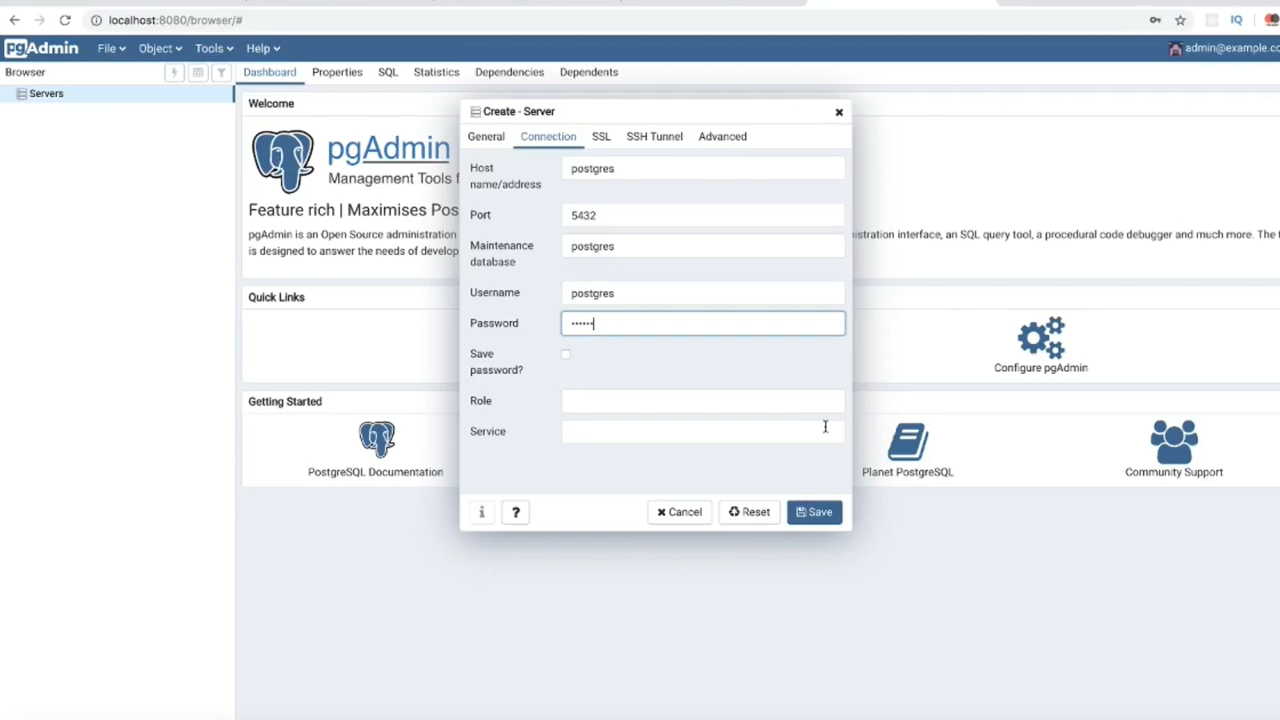 localhost:8080/browser/#
IQ
pgAdmin File Object Tools Help admin@example.co
Browser Dashboard Properties SQL Statistics Dependencies Dependents
Servers
Welcome
pgAdmin
Management Tools f
Feature rich | Maximises Pos
pgAdmin is an Open Source administration
is designed to answer the needs of develop
istration interface, an SQL query tool, a procedural code debugger and much more. The t
Quick Links
Configure pgAdmin
Getting Started
PostgreSQL Documentation
Planet PostgreSQL
Community Support
Create - Server
General Connection SSL SSH Tunnel Advanced
Host
name/address
postgres
Port 5432
Maintenance
database
postgres
Username postgres
Password ••••••
Save
password?
Role
Service
i ? Cancel Reset Save